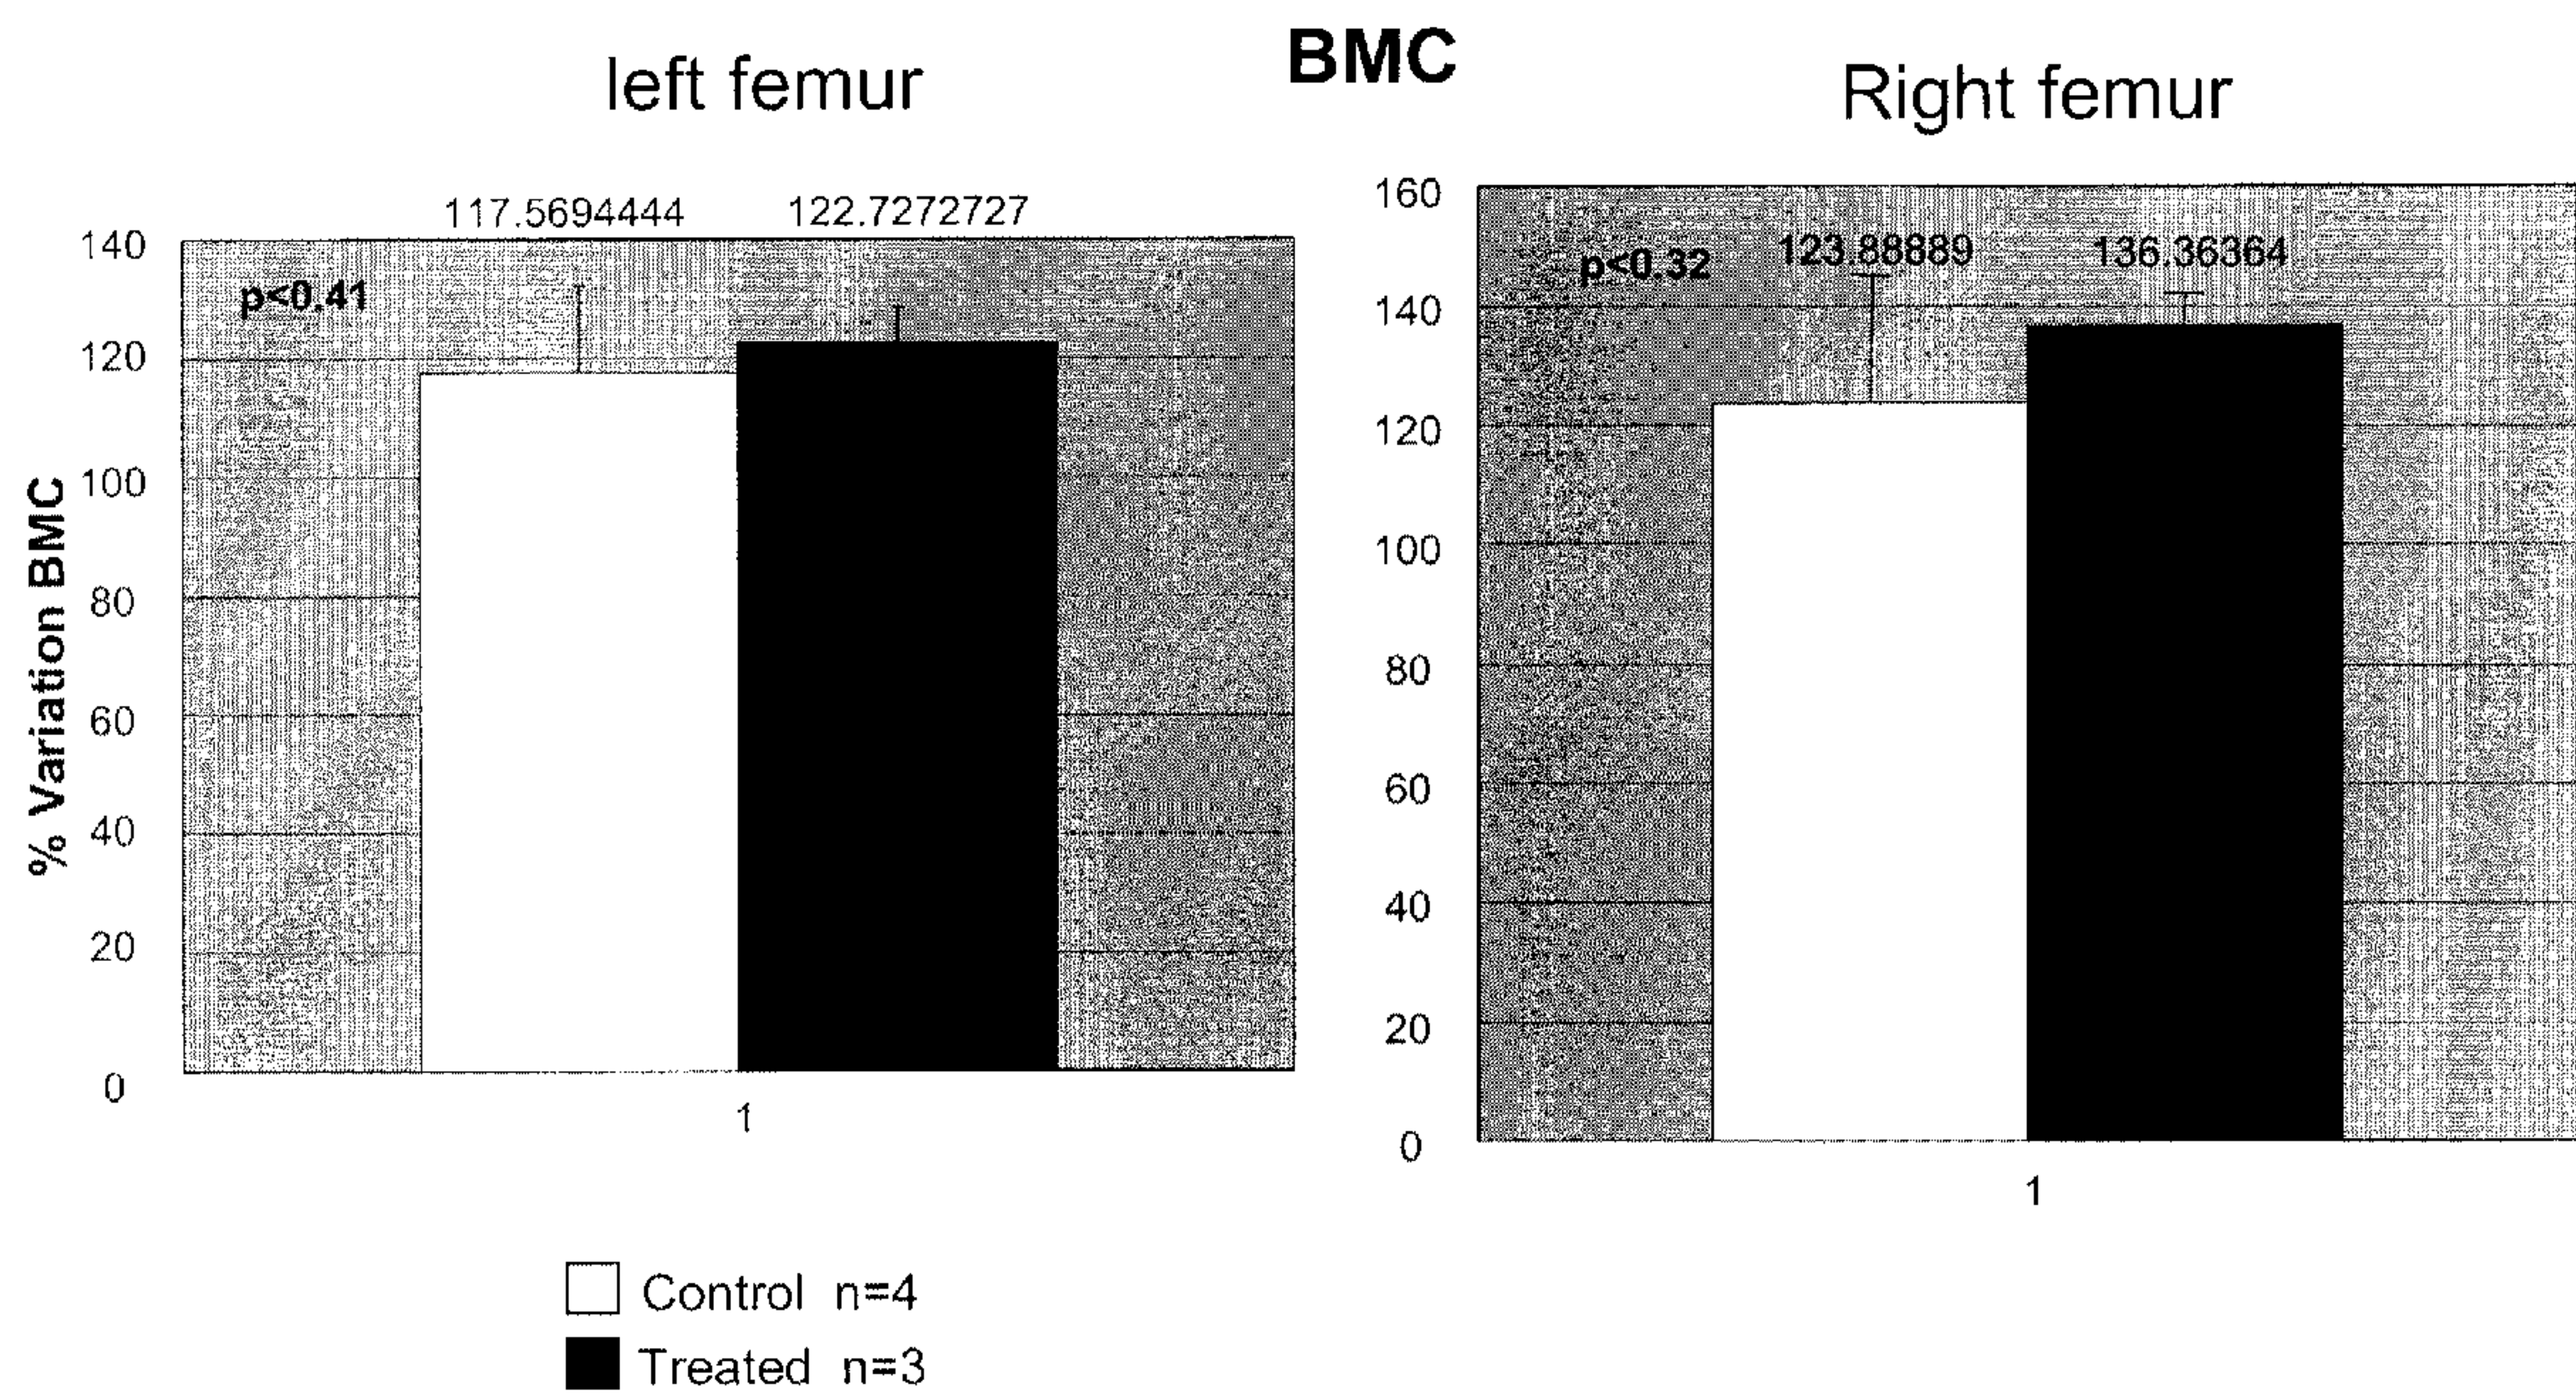 BMC
left femur
117.5694444 122.7272727
p<0.41
% Variation BMC
140
120
100
80
60
40
20
0
1
Right femur
p<0.32 123.88889 136.36364
160
140
120
100
80
60
40
20
0
1
Control n=4
Treated n=3